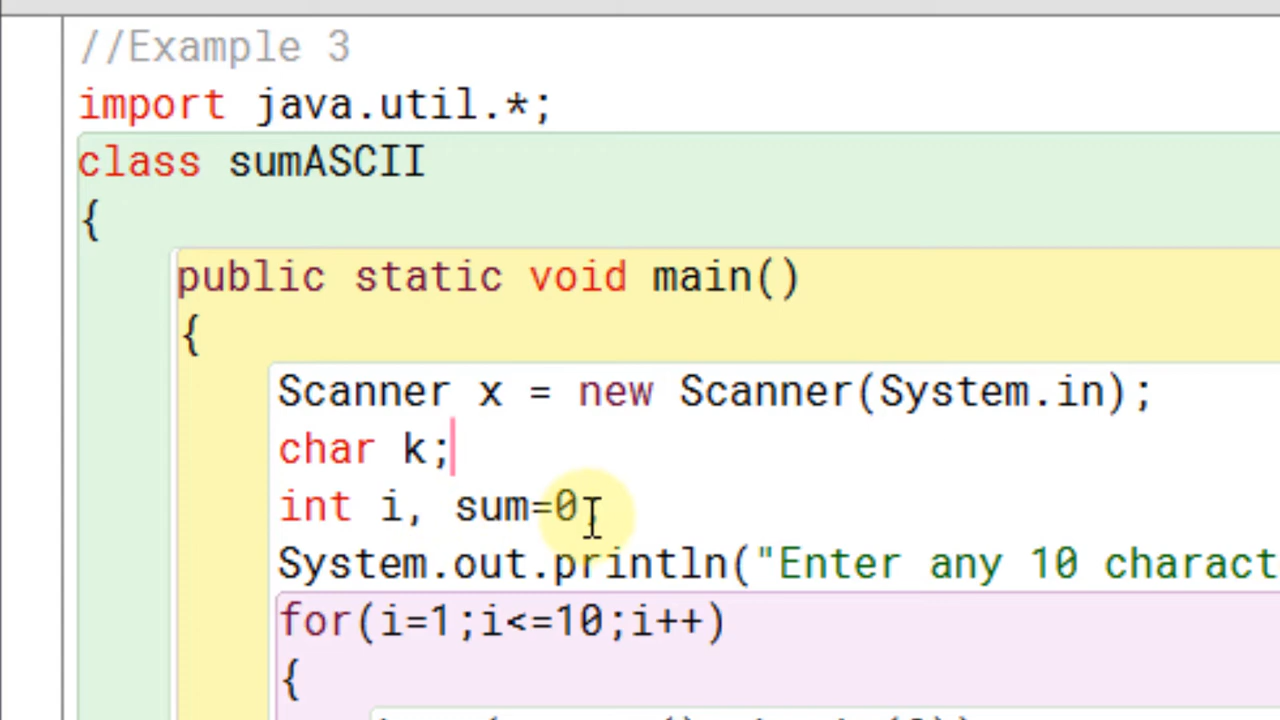 //Example 3
import java.util.*;
class sumASCII
{
public static void main()
{
Scanner x = new Scanner(System.in);
char k;
int i, sum=0;
System.out.println("Enter any 10 charact
for(i=1;i<=10;i++)
{